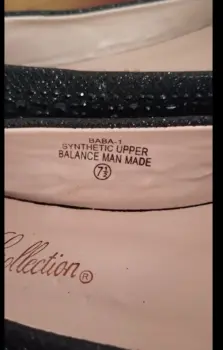 BABA-1
SYNTHETIC UPPER
BALANCE MAN MADE
7½
Collection®